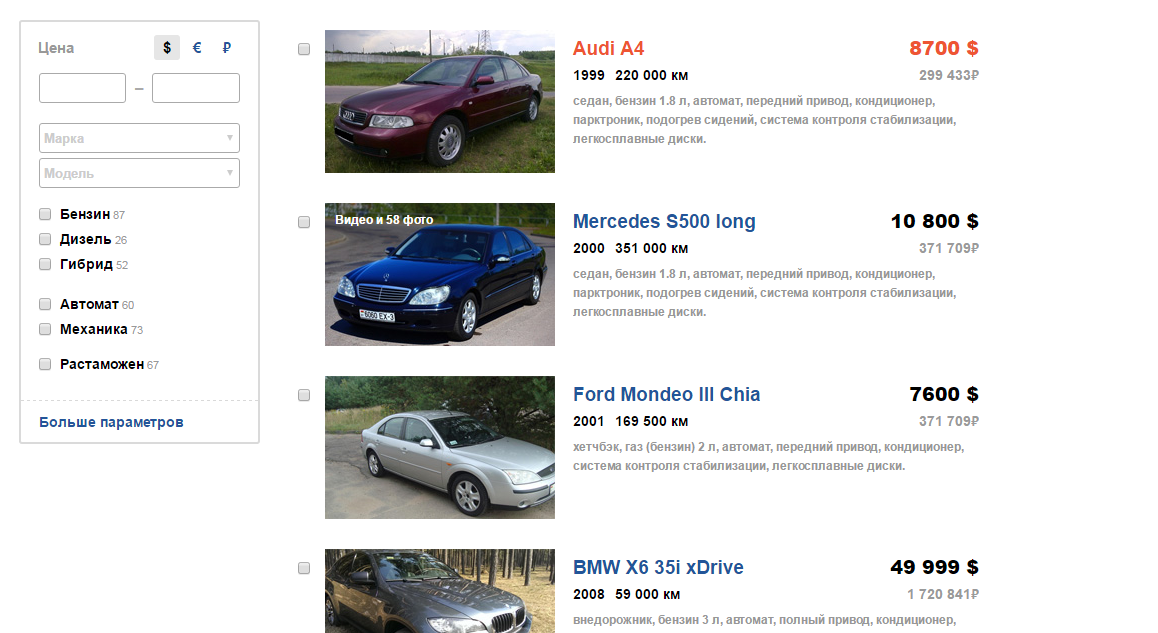 Цена $ € ₽
–
Марка
Модель
Бензин 87
Дизель 26
Гибрид 52
Автомат 60
Механика 73
Растаможен 67
Больше параметров
Audi A4 8700 $
1999 220 000 км 299 433₽
седан, бензин 1.8 л, автомат, передний привод, кондиционер,
парктроник, подогрев сидений, система контроля стабилизации,
легкосплавные диски.
Видео и 58 фото
6060 EX-3
Mercedes S500 long 10 800 $
2000 351 000 км 371 709₽
седан, бензин 1.8 л, автомат, передний привод, кондиционер,
парктроник, подогрев сидений, система контроля стабилизации,
легкосплавные диски.
Ford Mondeo III Chia 7600 $
2001 169 500 км 371 709₽
хетчбэк, газ (бензин) 2 л, автомат, передний привод, кондиционер,
система контроля стабилизации, легкосплавные диски.
BMW X6 35i xDrive 49 999 $
2008 59 000 км 1 720 841₽
внедорожник, бензин 3 л, автомат, полный привод, кондиционер,